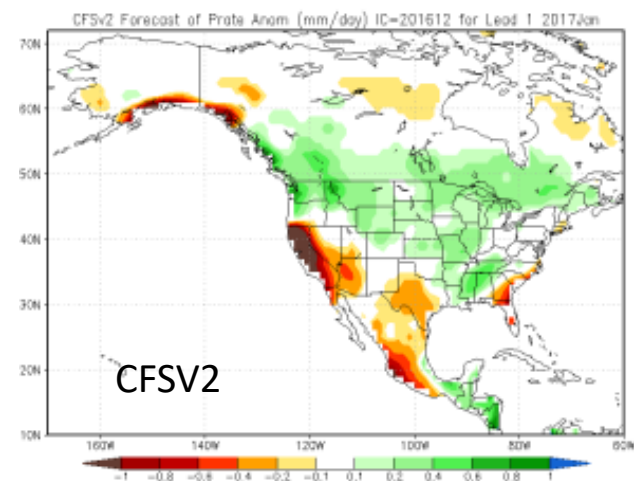 CFSv2 Forecast of Prate Anom (mm/day) IC=201612 for Lead 1 2017Jan
70N
60N
50N
40N
30N
20N
10N
CFSV2
160W 140W 120W 100W 80W 60W
-1 -0.8 -0.6 -0.4 -0.2 -0.1 0.1 0.2 0.4 0.6 0.8 1